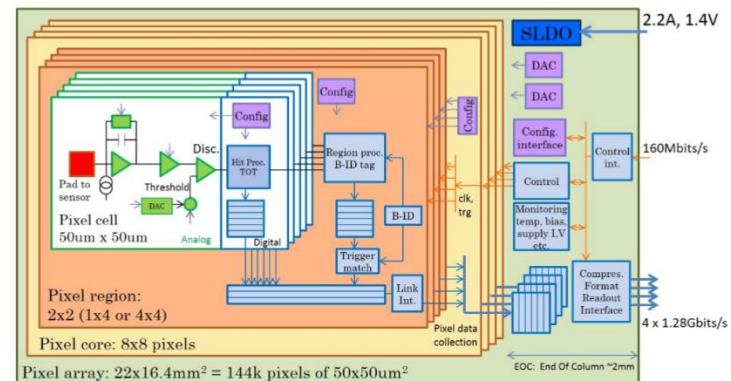 2.2A, 1.4V
SLDO
DAC
DAC
Config
Config
Config
Config.
interface
Control
int.
160Mbits/s
Disc.
Hit Proc.
TOT
Region proc.
B-ID tag
Pad to
sensor
Threshold
DAC
Pixel cell
50um x 50um
Analog
Digital
B-ID
clk,
trg
Control
Monitoring
temp, bias,
supply I,V
etc.
Trigger
match
Link
Int.
Compres.
Format
Readout
Interface
Pixel data
collection
4 x 1.28Gbits/s
Pixel region:
2x2 (1x4 or 4x4)
Pixel core: 8x8 pixels
Pixel array: 22x16.4mm² = 144k pixels of 50x50um²
EOC: End Of Column ~2mm